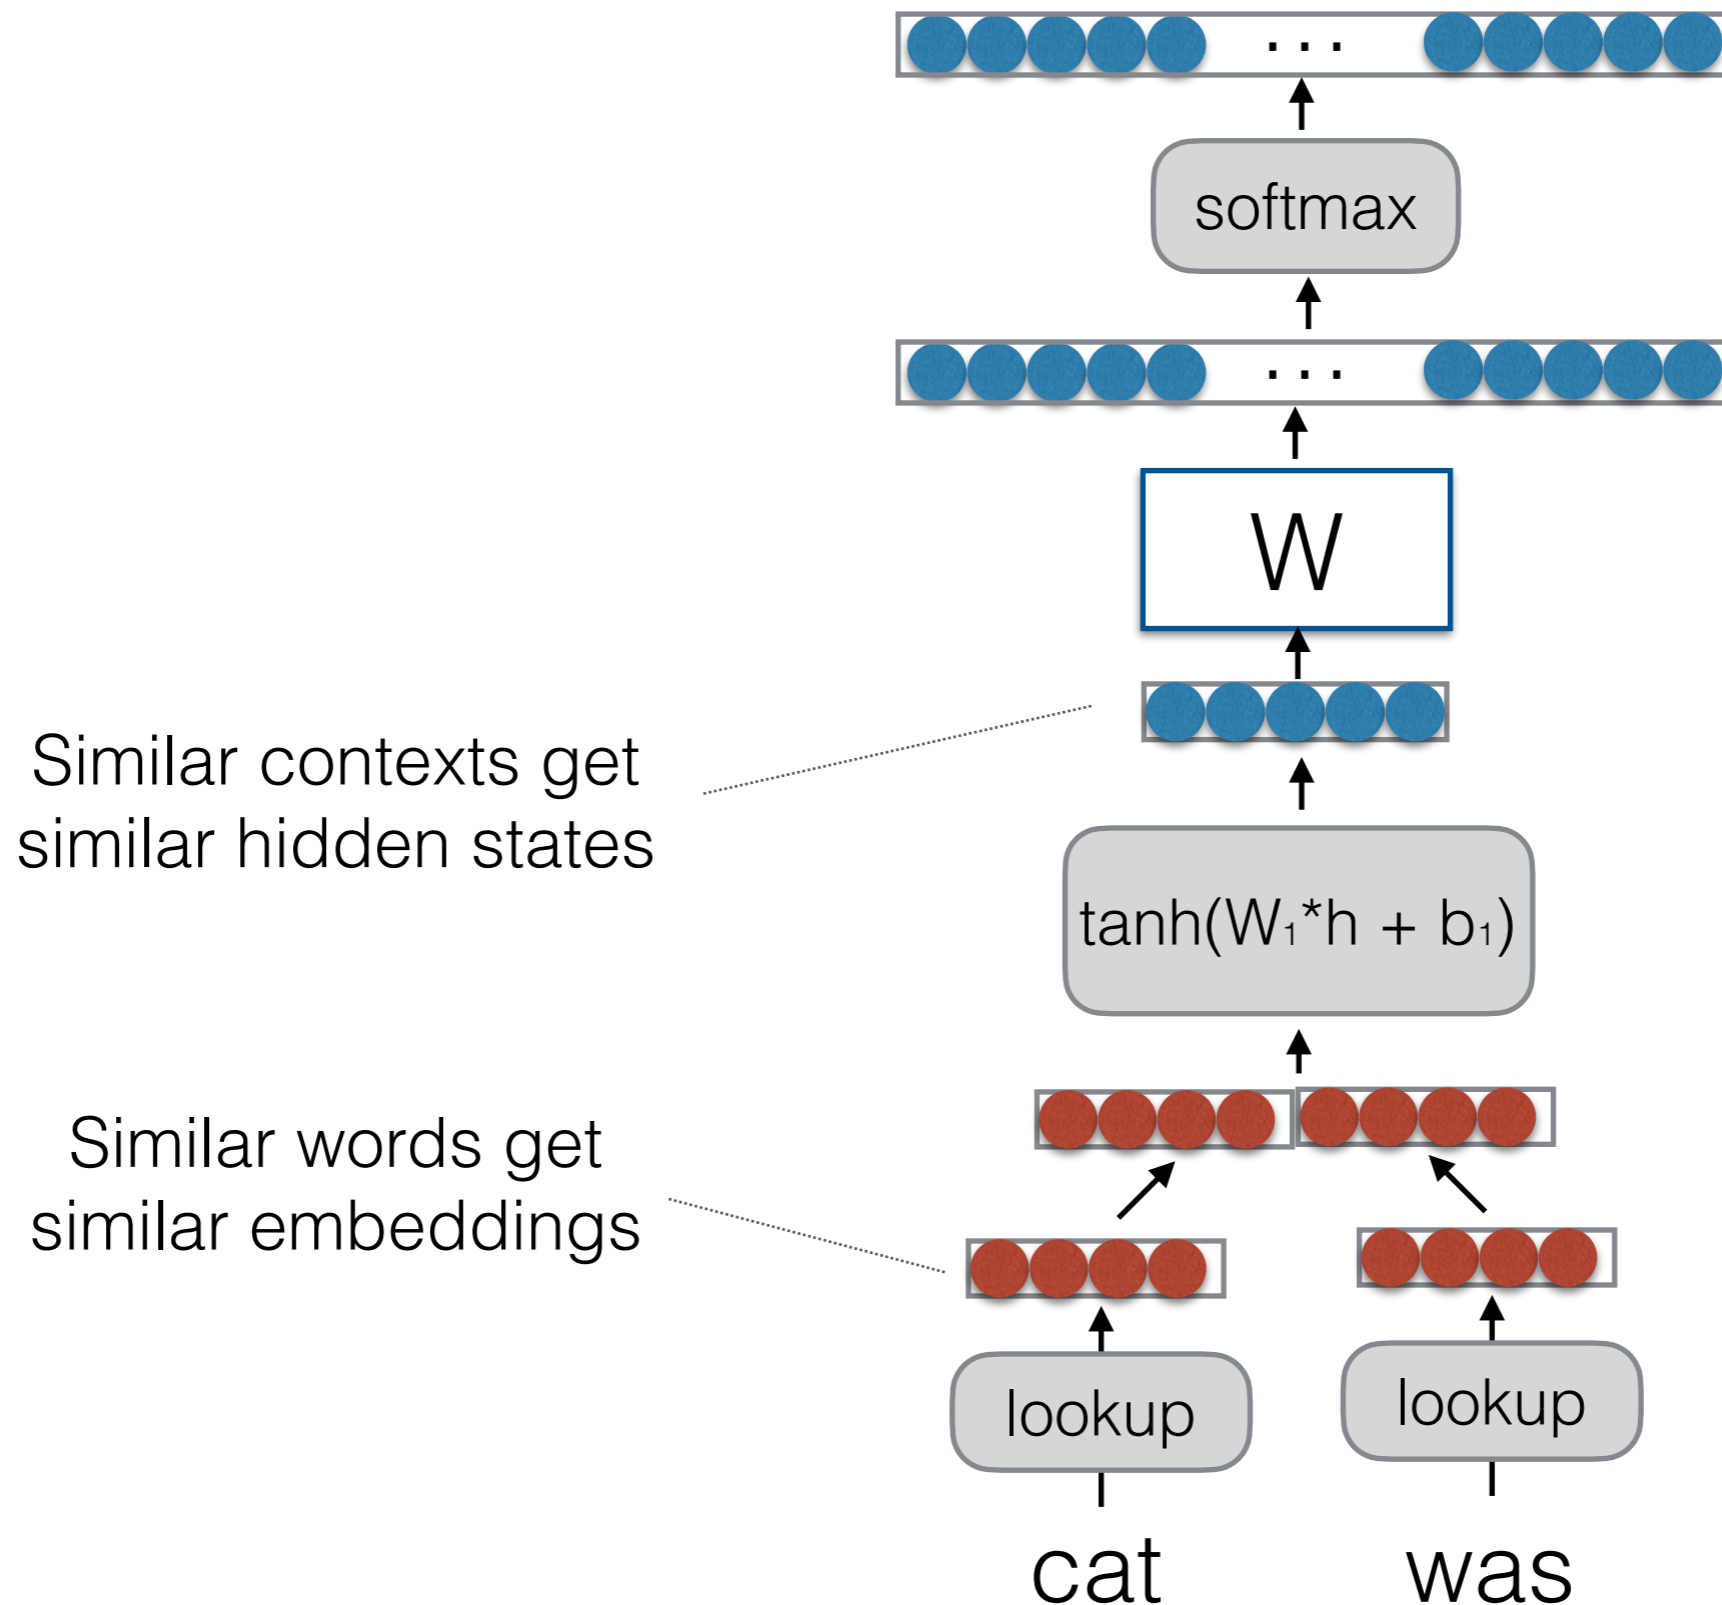 . . .
softmax
. . .
W
Similar contexts get
similar hidden states
tanh(W₁*h + b₁)
Similar words get
similar embeddings
lookup
lookup
cat
was